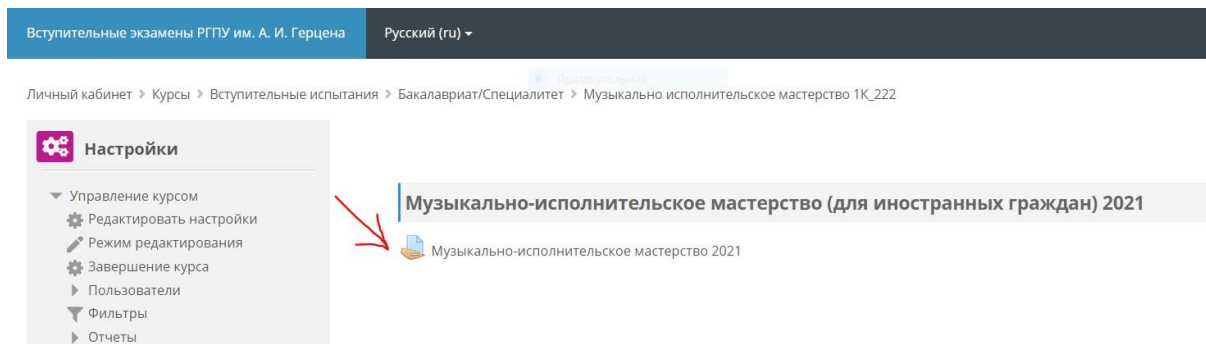 Вступительные экзамены РГПУ им. А. И. Герцена Русский (ru)
Прямоугольник
Личный кабинет > Курсы > Вступительные испытания > Бакалавриат/Специалитет > Музыкально исполнительское мастерство 1К_222
Настройки
Управление курсом
Редактировать настройки
Режим редактирования
Завершение курса
Пользователи
Фильтры
Отчеты
Музыкально-исполнительское мастерство (для иностранных граждан) 2021
Музыкально-исполнительское мастерство 2021